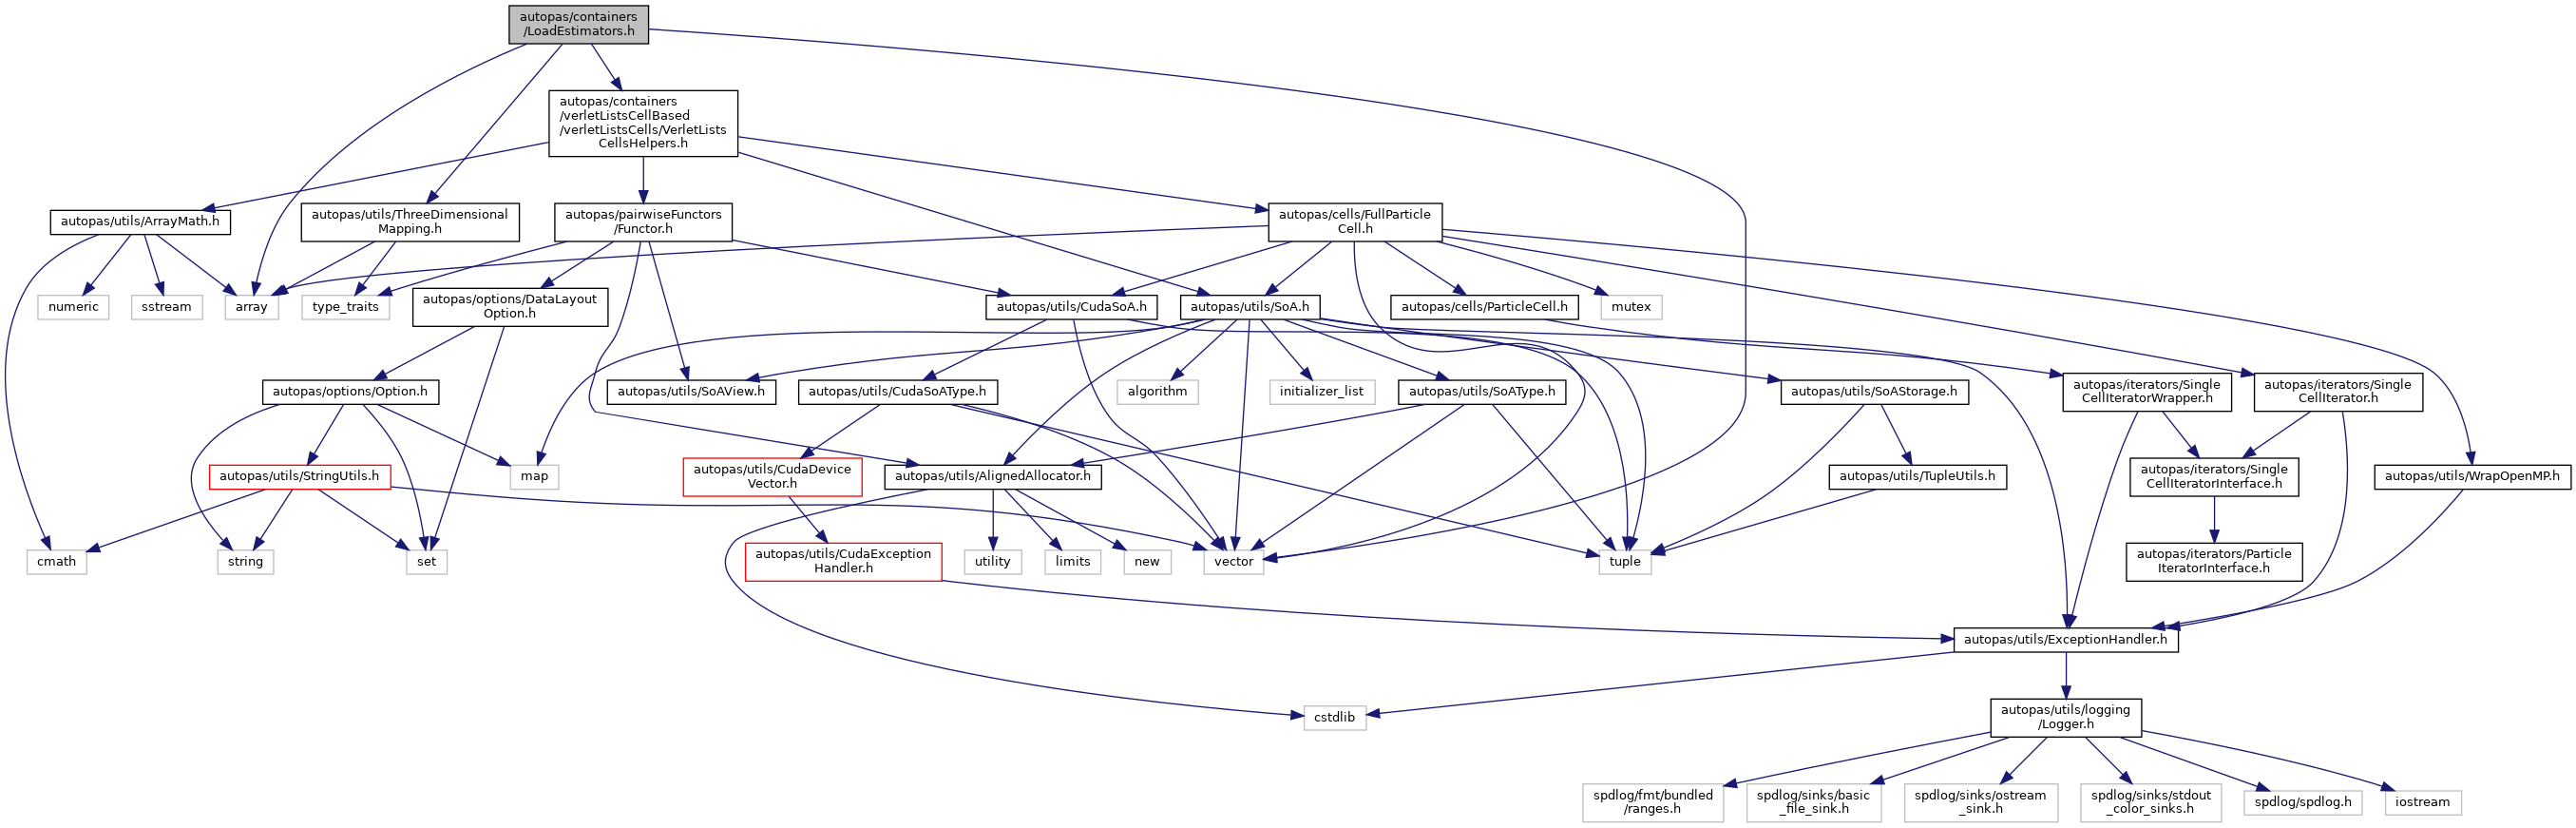 autopas/containers
/LoadEstimators.h
autopas/containers
/verletListsCellBased
/verletListsCells/VerletLists
CellsHelpers.h
autopas/utils/ArrayMath.h
autopas/utils/ThreeDimensional
Mapping.h
autopas/pairwiseFunctors
/Functor.h
autopas/cells/FullParticle
Cell.h
numeric
sstream
array
type_traits
autopas/options/DataLayout
Option.h
autopas/utils/CudaSoA.h
autopas/utils/SoA.h
autopas/cells/ParticleCell.h
mutex
autopas/options/Option.h
autopas/utils/SoAView.h
autopas/utils/CudaSoAType.h
algorithm
initializer_list
autopas/utils/SoAType.h
autopas/utils/SoAStorage.h
autopas/iterators/Single
CellIteratorWrapper.h
autopas/iterators/Single
CellIterator.h
autopas/utils/StringUtils.h
map
autopas/utils/CudaDevice
Vector.h
autopas/utils/AlignedAllocator.h
autopas/utils/TupleUtils.h
autopas/iterators/Single
CellIteratorInterface.h
autopas/utils/WrapOpenMP.h
cmath
string
set
autopas/utils/CudaException
Handler.h
utility
limits
new
vector
tuple
autopas/iterators/Particle
IteratorInterface.h
autopas/utils/ExceptionHandler.h
cstdlib
autopas/utils/logging
/Logger.h
spdlog/fmt/bundled
/ranges.h
spdlog/sinks/basic
_file_sink.h
spdlog/sinks/ostream
_sink.h
spdlog/sinks/stdout
_color_sinks.h
spdlog/spdlog.h
iostream